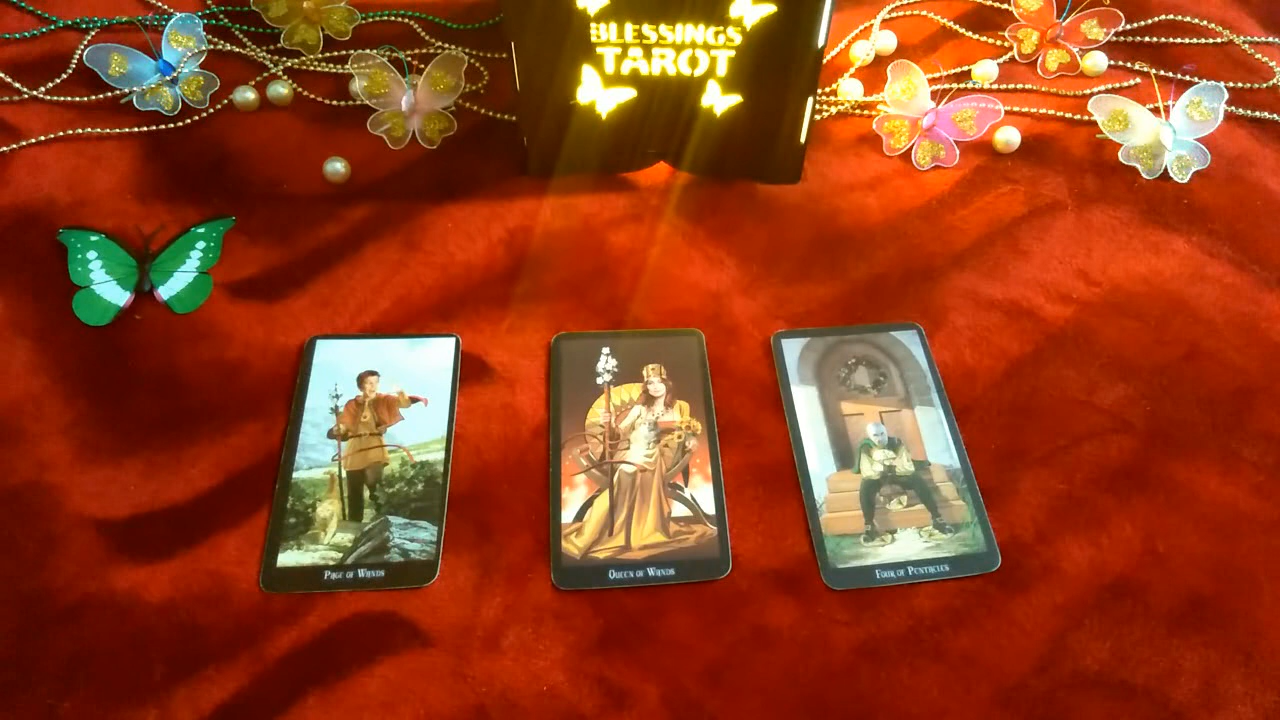 BLESSINGS
TAROT
PAGE OF WANDS
QUEEN OF WANDS
FOUR OF PENTACLES